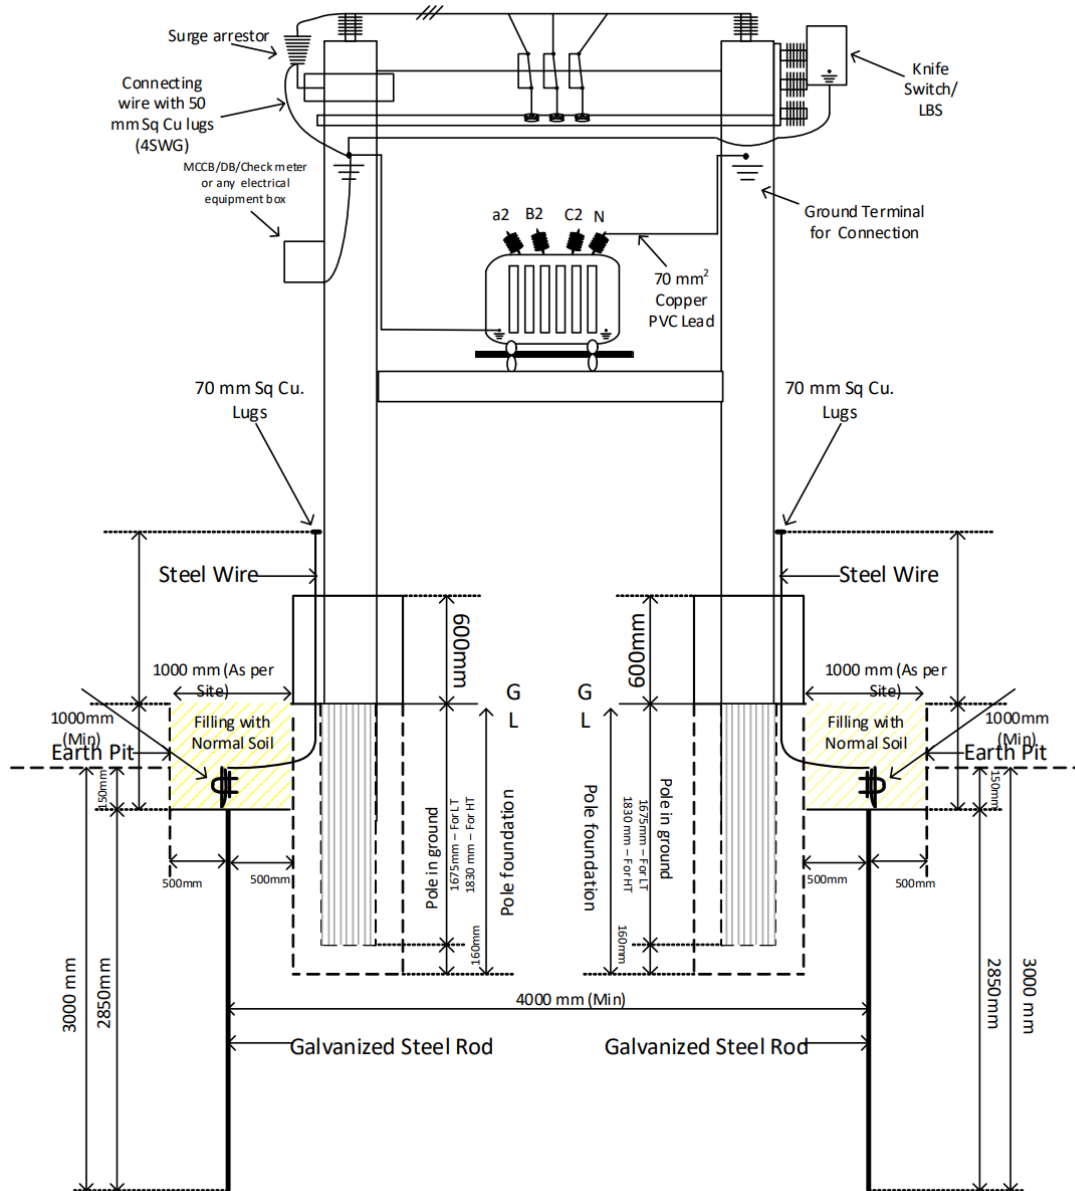 Surge arrestor
Connecting
wire with 50
mm Sq Cu lugs
(4SWG)
Knife
Switch/
LBS
MCCB/DB/Check meter
or any electrical
equipment box
a2 B2 C2 N
Ground Terminal
for Connection
70 mm²
Copper
PVC Lead
70 mm Sq Cu.
Lugs
70 mm Sq Cu.
Lugs
Steel Wire
Steel Wire
600mm
600mm
1000 mm (As per
Site)
1000 mm (As per
Site)
G
L
G
L
Filling with
Normal Soil
Filling with
Normal Soil
1000mm
(Min)
1000mm
(Min)
Earth Pit
Earth Pit
150mm
150mm
Pole in ground
1675mm – For LT
1830 mm – For HT
Pole foundation
Pole foundation
1675mm – For LT
1830 mm – For HT
Pole in ground
500mm
500mm
500mm
500mm
160mm
160mm
3000 mm
2850mm
2850mm
3000 mm
4000 mm (Min)
Galvanized Steel Rod
Galvanized Steel Rod